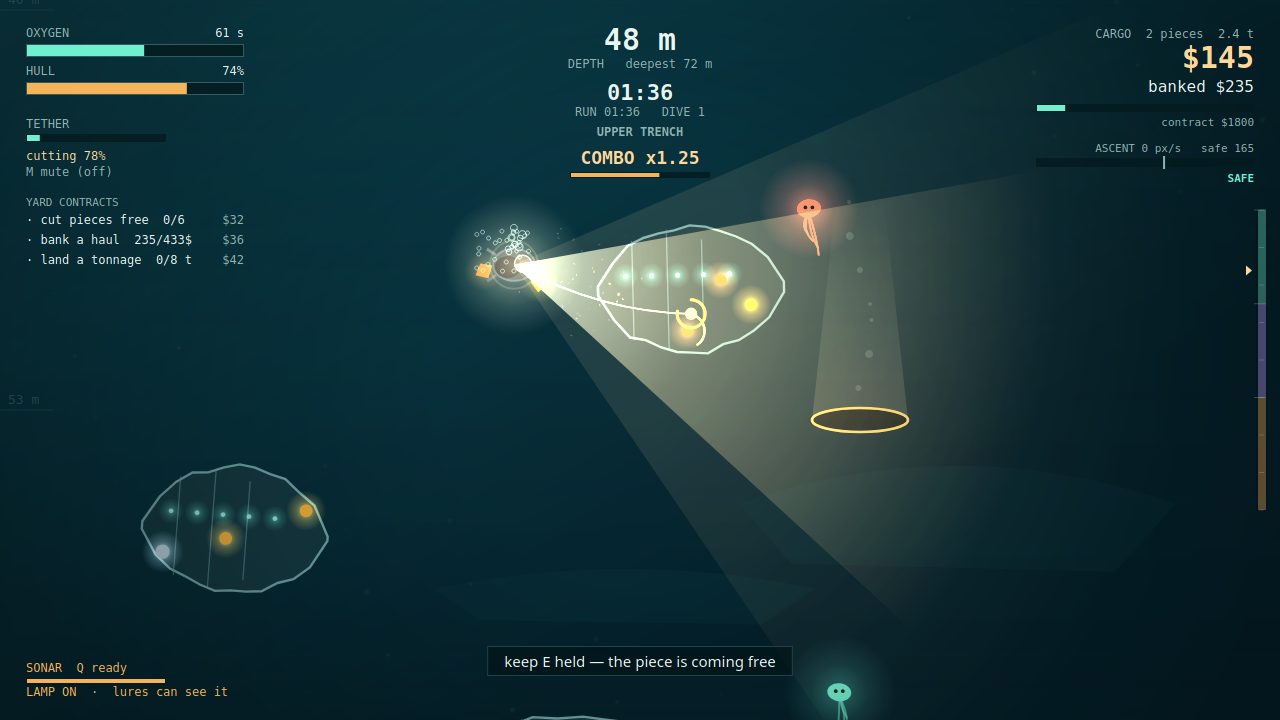 OXYGEN 61 s
HULL 74%
TETHER
cutting 78%
M mute (off)
YARD CONTRACTS
· cut pieces free 0/6 $32
· bank a haul 235/433$ $36
· land a tonnage 0/8 t $42
48 m
DEPTH deepest 72 m
01:36
RUN 01:36 DIVE 1
UPPER TRENCH
COMBO x1.25
CARGO 2 pieces 2.4 t
$145
banked $235
contract $1800
ASCENT 0 px/s safe 165
SAFE
53 m
keep E held — the piece is coming free
SONAR Q ready
LAMP ON · lures can see it